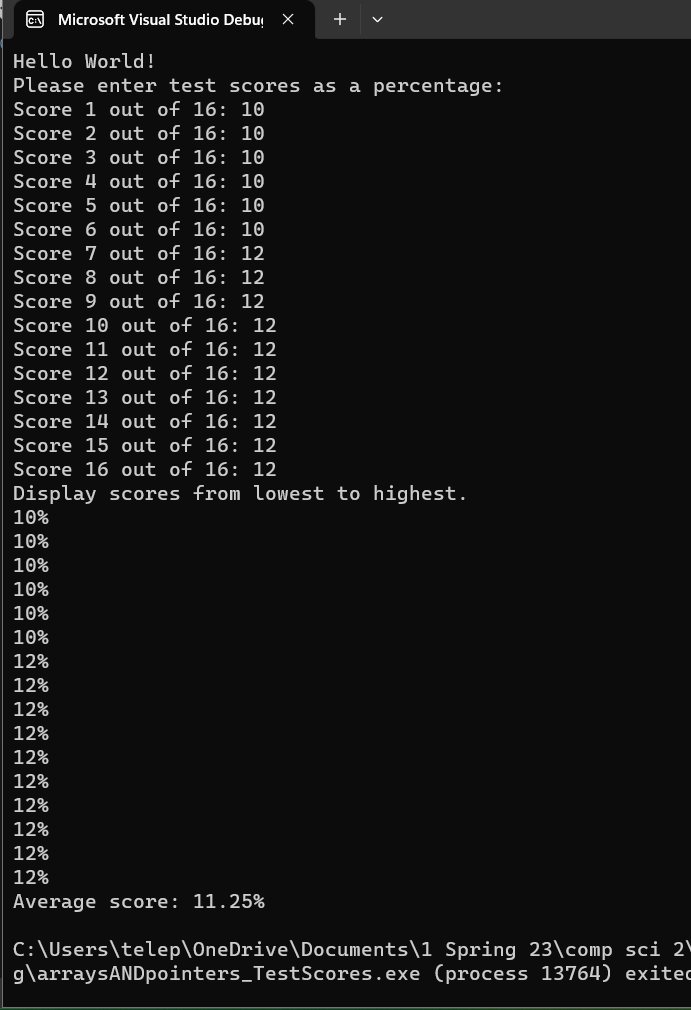 Microsoft Visual Studio Debu
Hello World!
Please enter test scores as a percentage:
Score 1 out of 16: 10
Score 2 out of 16: 10
Score 3 out of 16: 10
Score 4 out of 16: 10
Score 5 out of 16: 10
Score 6 out of 16: 10
Score 7 out of 16: 12
Score 8 out of 16: 12
Score 9 out of 16: 12
Score 10 out of 16: 12
Score 11 out of 16: 12
Score 12 out of 16: 12
Score 13 out of 16: 12
Score 14 out of 16: 12
Score 15 out of 16: 12
Score 16 out of 16: 12
Display scores from lowest to highest.
10%
10%
10%
10%
10%
10%
12%
12%
12%
12%
12%
12%
12%
12%
12%
12%
Average score: 11.25%
C:\Users\telep\OneDrive\Documents\1 Spring 23\comp sci 2\
g\arraysANDpointers_TestScores.exe (process 13764) exited